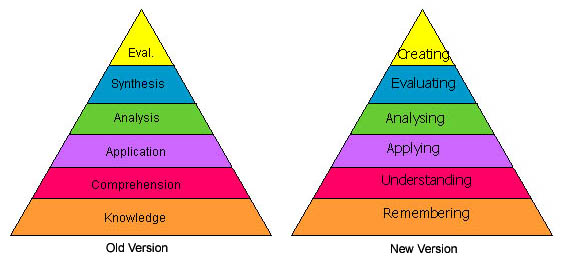 Eval.
Synthesis
Analysis
Application
Comprehension
Knowledge
Old Version
Creating
Evaluating
Analysing
Applying
Understanding
Remembering
New Version